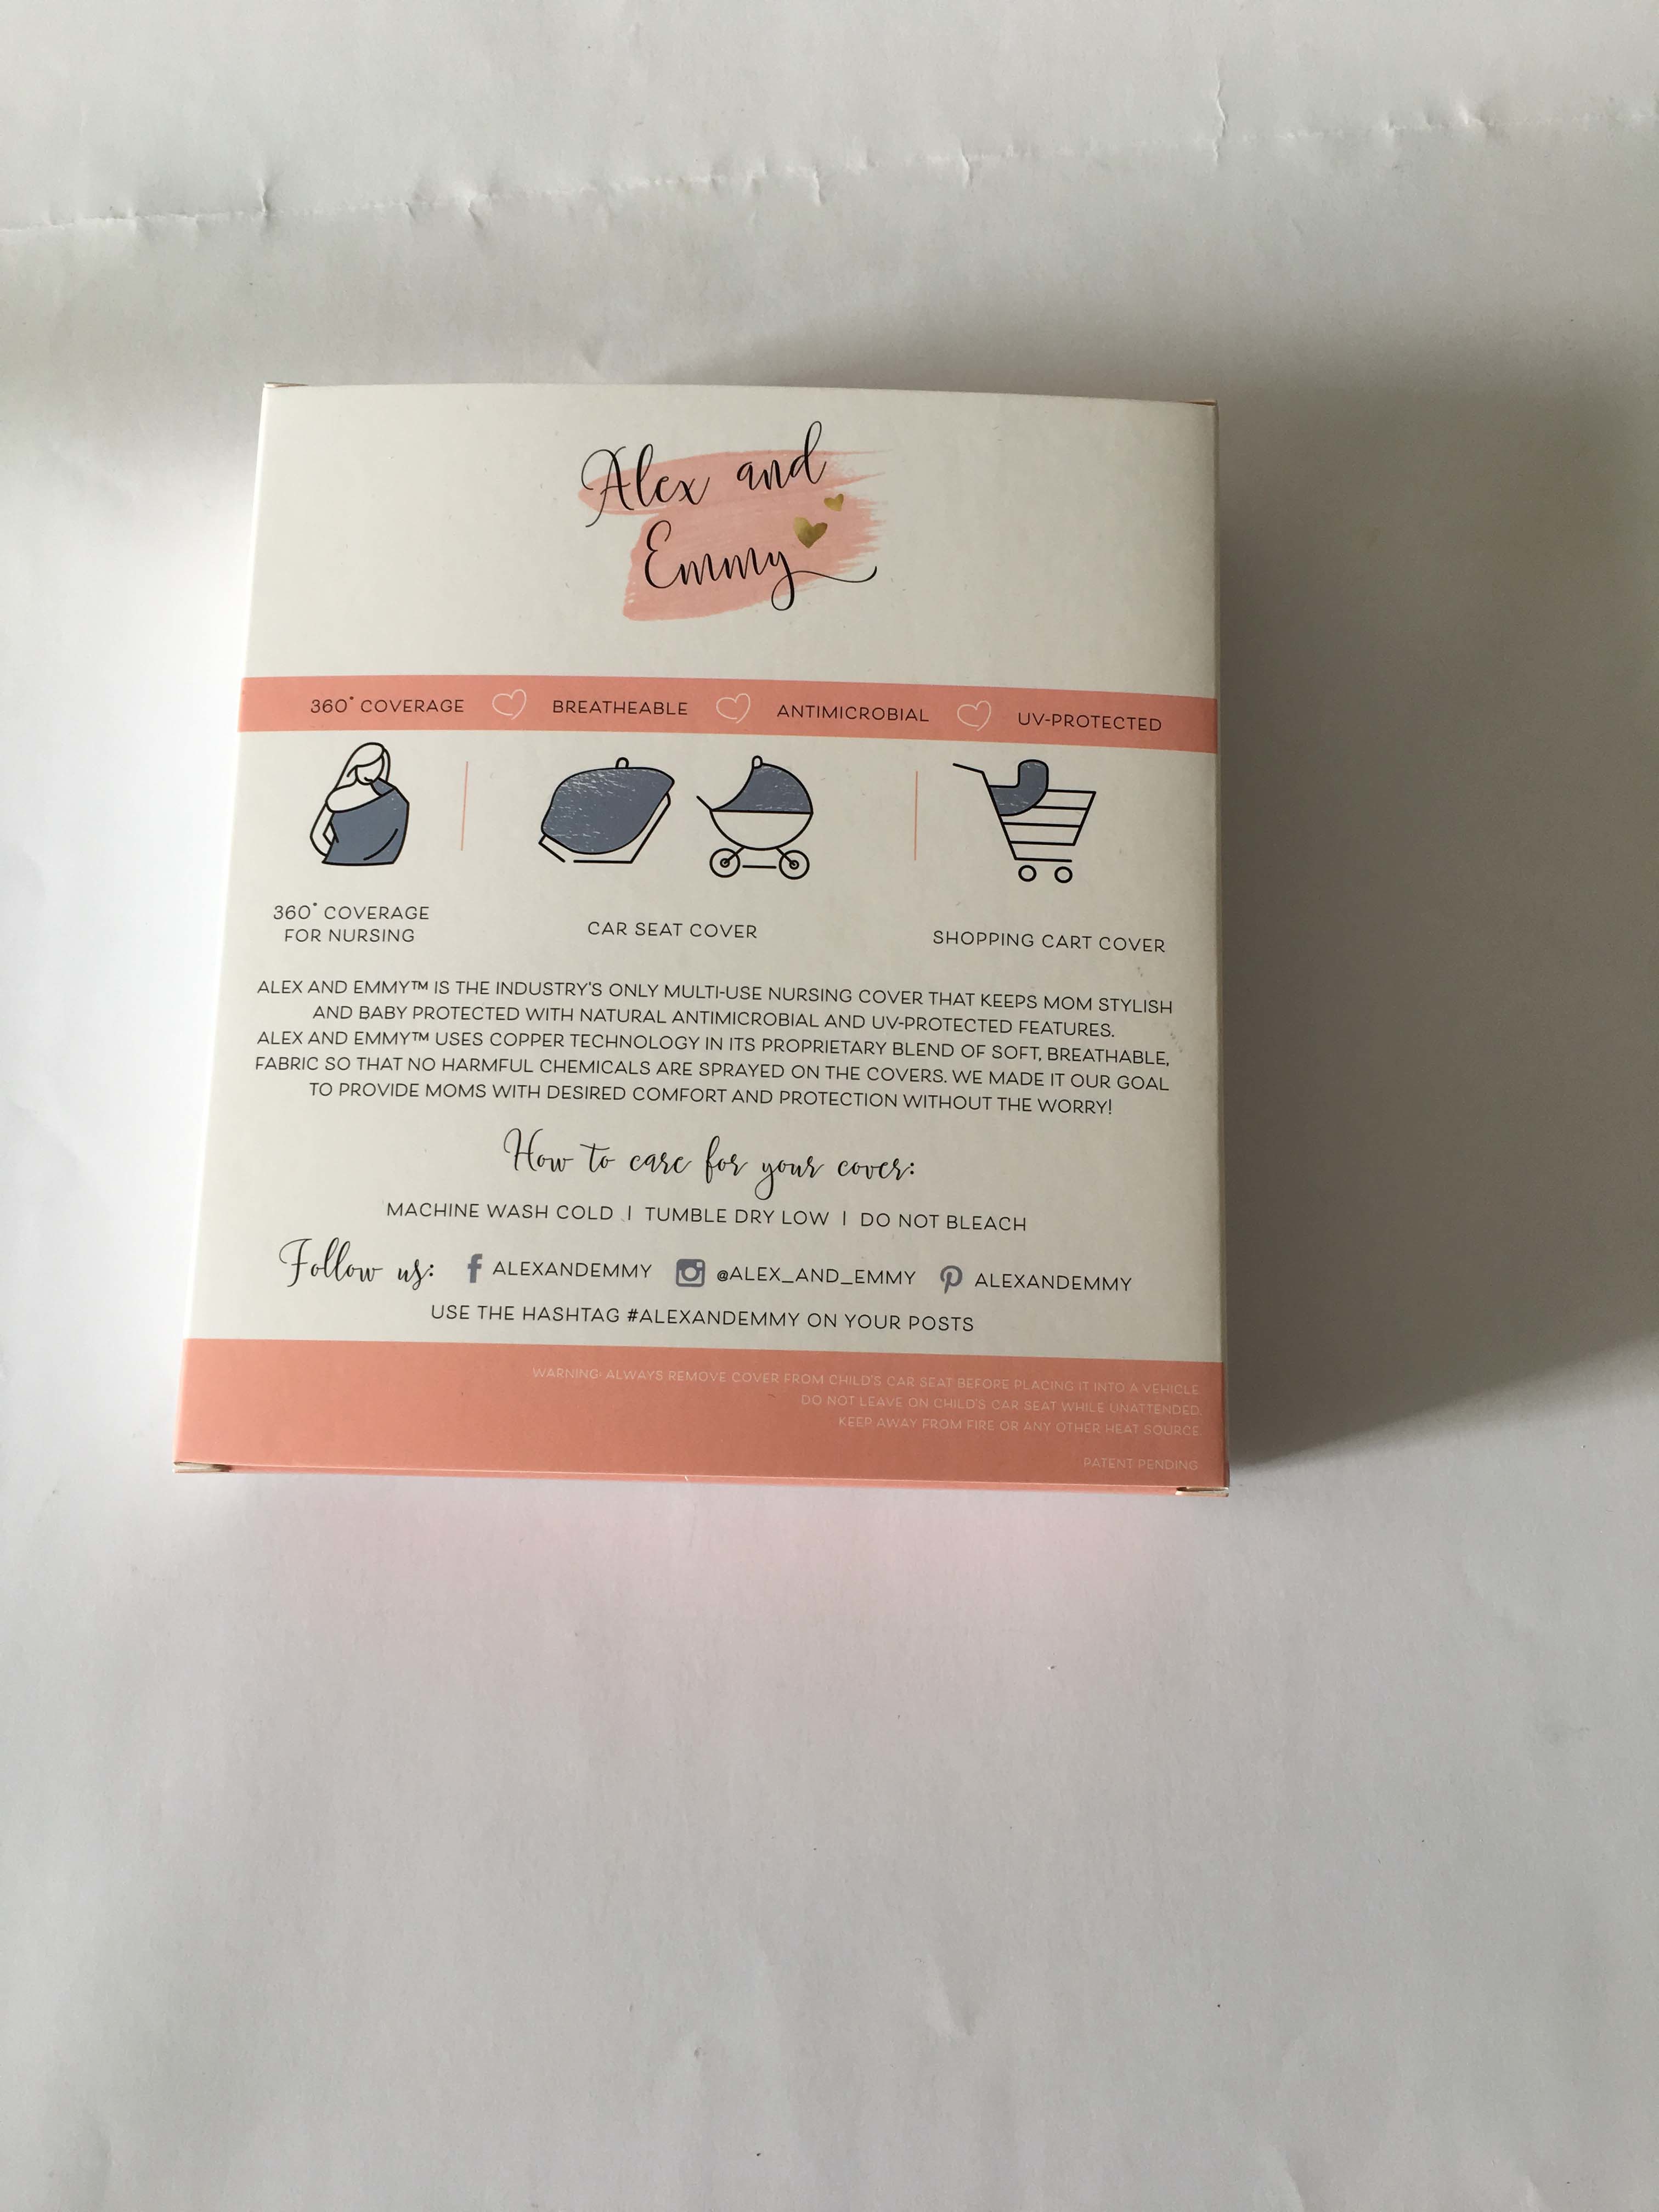 Alex and
Emmy
360° COVERAGE BREATHEABLE ANTIMICROBIAL UV-PROTECTED
360° COVERAGE
FOR NURSING
CAR SEAT COVER
SHOPPING CART COVER
ALEX AND EMMY™ IS THE INDUSTRY'S ONLY MULTI-USE NURSING COVER THAT KEEPS MOM STYLISH
AND BABY PROTECTED WITH NATURAL ANTIMICROBIAL AND UV-PROTECTED FEATURES.
ALEX AND EMMY™ USES COPPER TECHNOLOGY IN ITS PROPRIETARY BLEND OF SOFT, BREATHABLE,
FABRIC SO THAT NO HARMFUL CHEMICALS ARE SPRAYED ON THE COVERS. WE MADE IT OUR GOAL
TO PROVIDE MOMS WITH DESIRED COMFORT AND PROTECTION WITHOUT THE WORRY!
How to care for your cover:
MACHINE WASH COLD | TUMBLE DRY LOW | DO NOT BLEACH
Follow us: f ALEXANDEMMY @ALEX_AND_EMMY ALEXANDEMMY
USE THE HASHTAG #ALEXANDEMMY ON YOUR POSTS
WARNING: ALWAYS REMOVE COVER FROM CHILD'S CAR SEAT BEFORE PLACING IT INTO A VEHICLE.
DO NOT LEAVE ON CHILD'S CAR SEAT WHILE UNATTENDED.
KEEP AWAY FROM FIRE OR ANY OTHER HEAT SOURCE.
PATENT PENDING